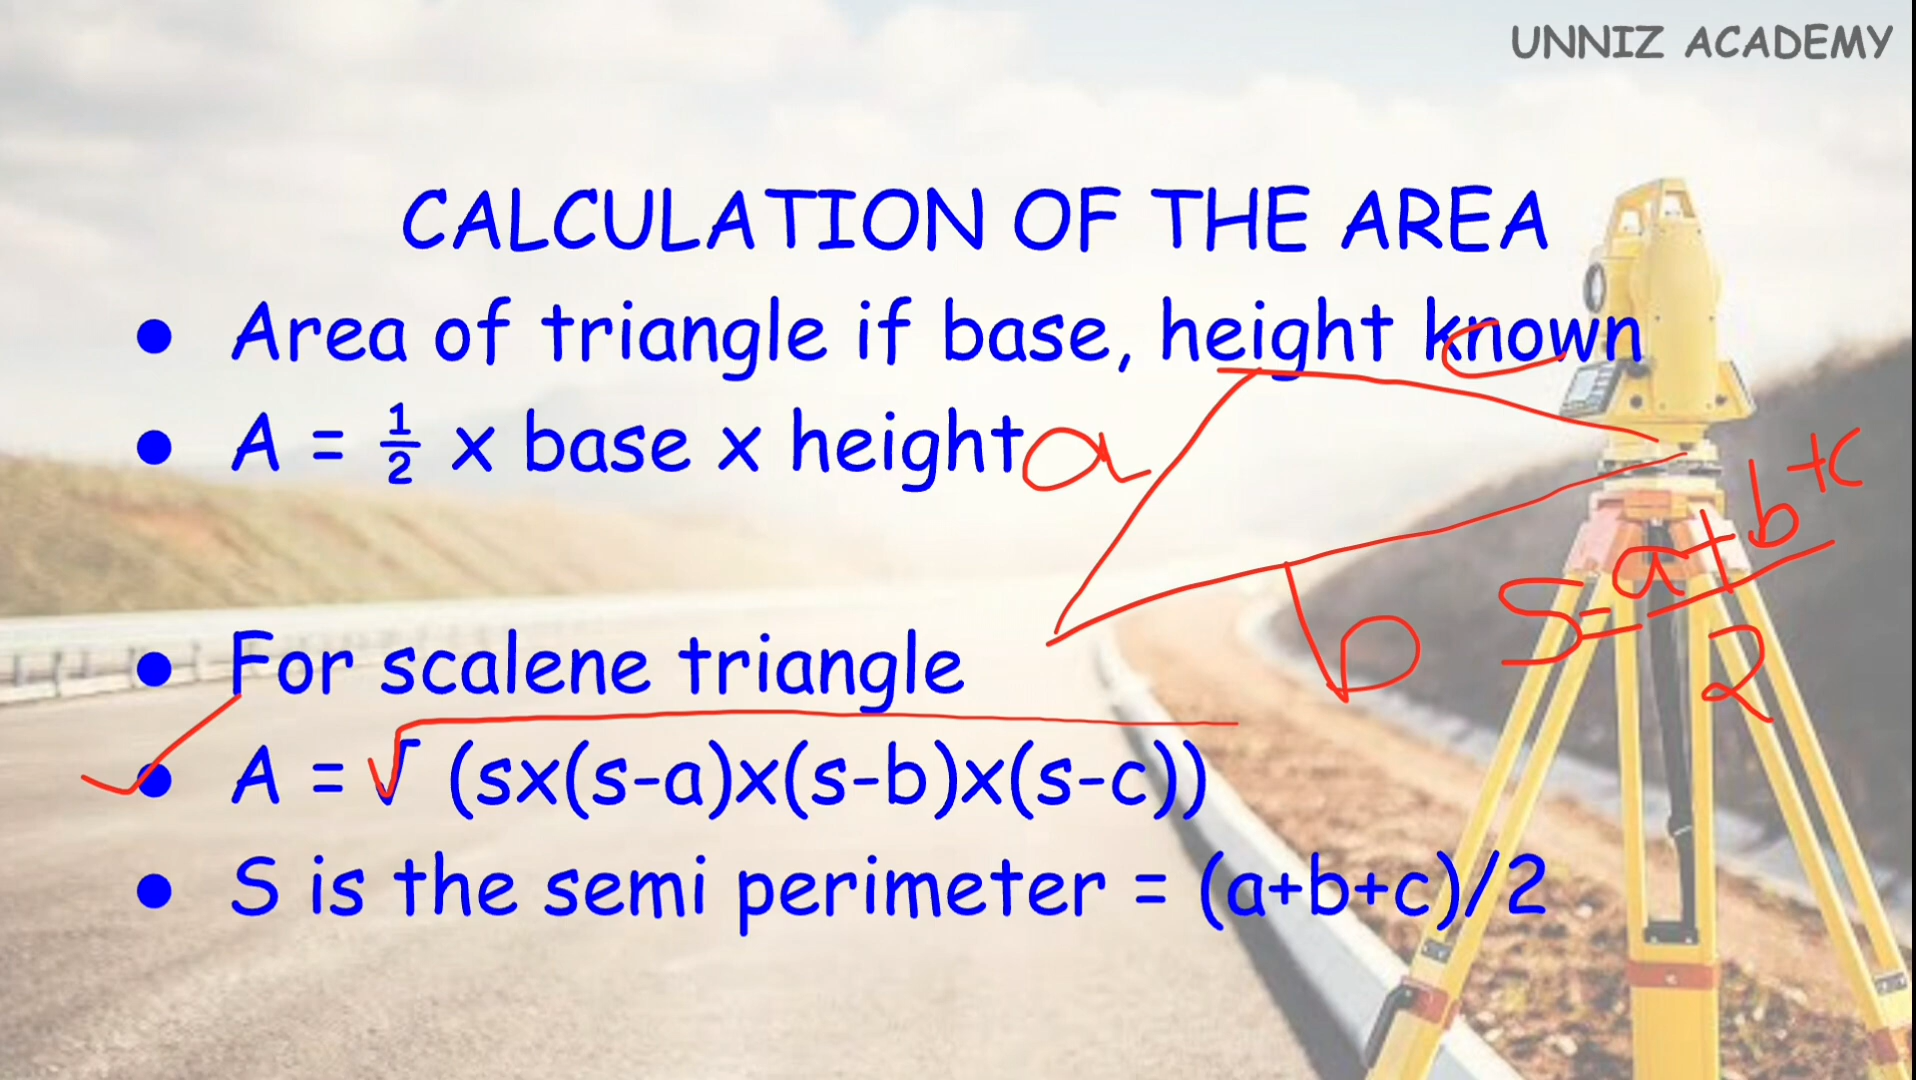 UNNIZ ACADEMY
CALCULATION OF THE AREA
● Area of triangle if base, height known
● A = ½ x base x height
● For scalene triangle
● A = √ (sx(s-a)x(s-b)x(s-c))
● S is the semi perimeter = (a+b+c)/2
c
a
b
S=a+b+c
2